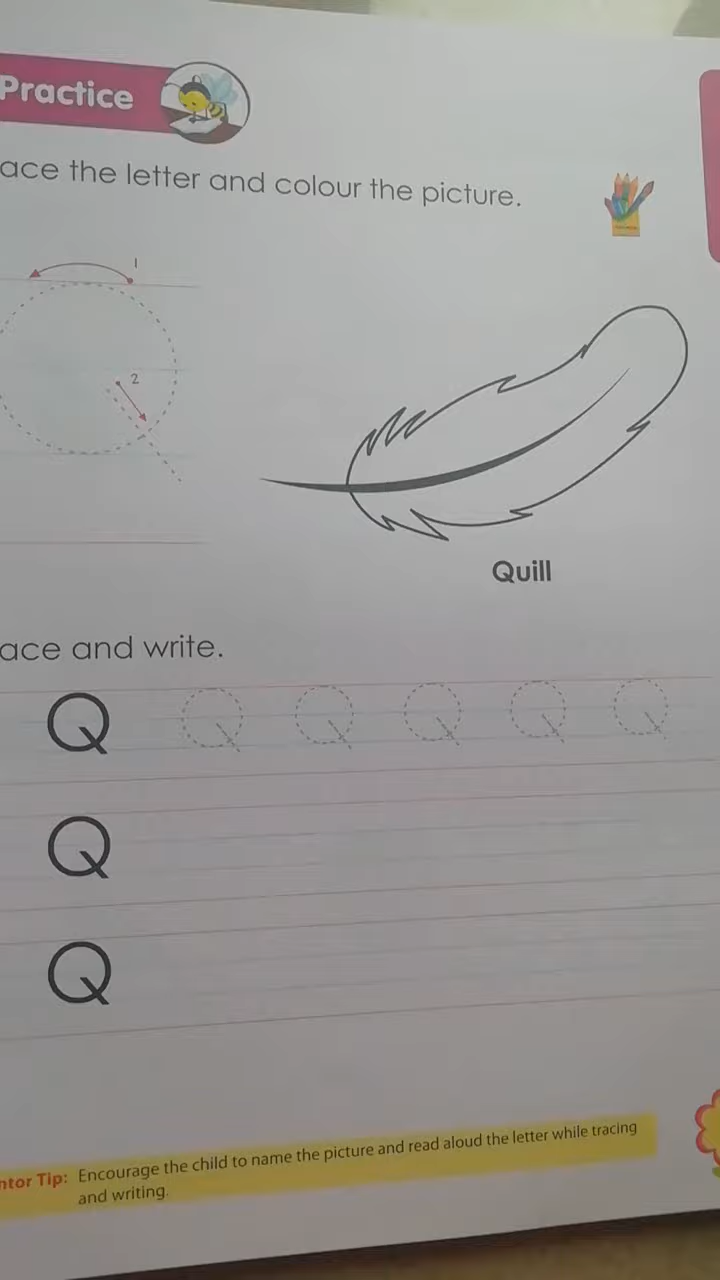 Practice
ace the letter and colour the picture.
1
2
Quill
ace and write.
Q Q Q Q Q Q
Q
Q
ntor Tip: Encourage the child to name the picture and read aloud the letter while tracing
and writing.